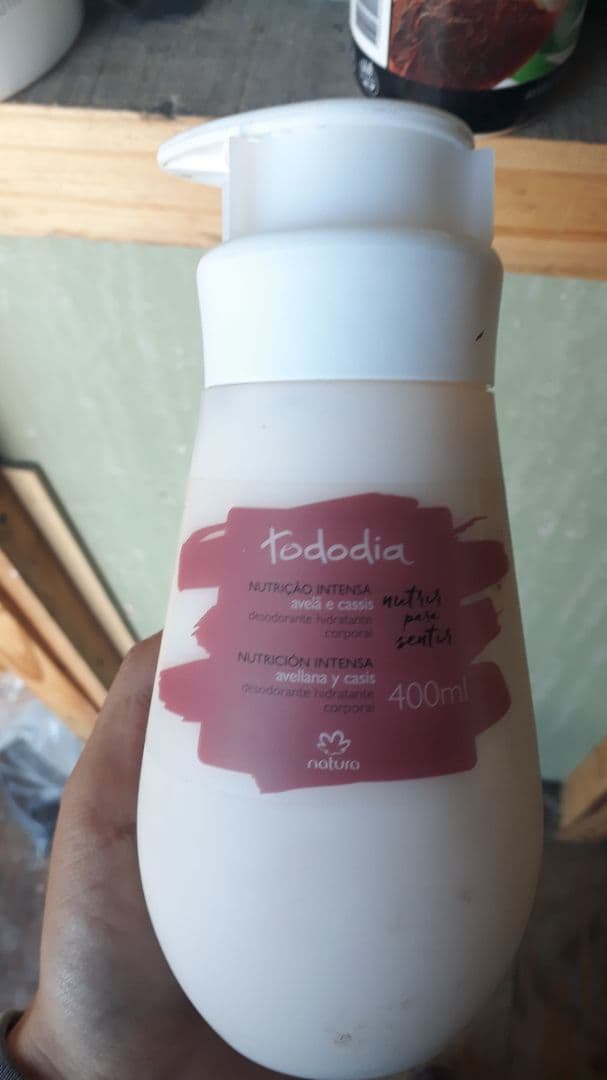 tododia
NUTRIÇÃO INTENSA
avelã e cassis
desodorante hidratante
corporal
nutrir
para
sentir
NUTRICIÓN INTENSA
avellana y casis
desodorante hidratante
corporal
400ml
natura